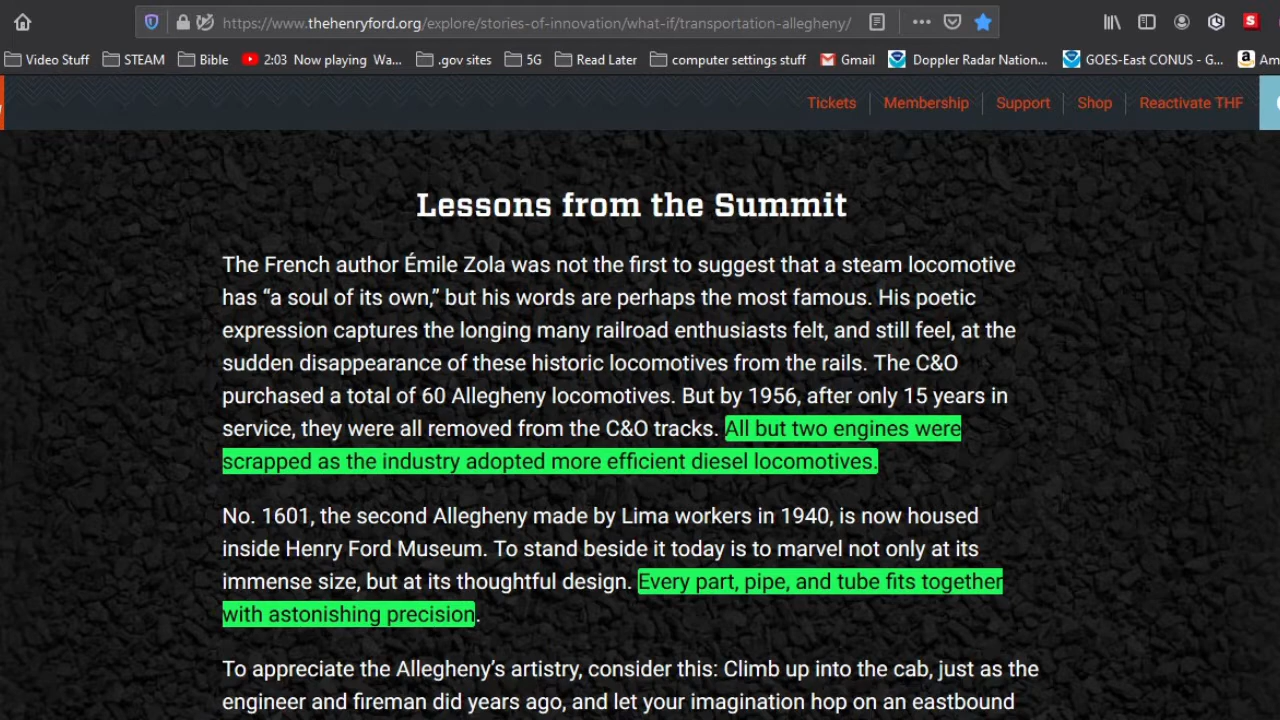 https://www.thehenryford.org/explore/stories-of-innovation/what-if/transportation-allegheny/
S
Video Stuff STEAM Bible 2:03 Now playing Wa... .gov sites 5G Read Later computer settings stuff Gmail Doppler Radar Nation... GOES-East CONUS - G... a Am
Tickets Membership Support Shop Reactivate THF
Lessons from the Summit
The French author Émile Zola was not the first to suggest that a steam locomotive
has “a soul of its own,” but his words are perhaps the most famous. His poetic
expression captures the longing many railroad enthusiasts felt, and still feel, at the
sudden disappearance of these historic locomotives from the rails. The C&O
purchased a total of 60 Allegheny locomotives. But by 1956, after only 15 years in
service, they were all removed from the C&O tracks. All but two engines were
scrapped as the industry adopted more efficient diesel locomotives.
No. 1601, the second Allegheny made by Lima workers in 1940, is now housed
inside Henry Ford Museum. To stand beside it today is to marvel not only at its
immense size, but at its thoughtful design. Every part, pipe, and tube fits together
with astonishing precision.
To appreciate the Allegheny’s artistry, consider this: Climb up into the cab, just as the
engineer and fireman did years ago, and let your imagination hop on an eastbound